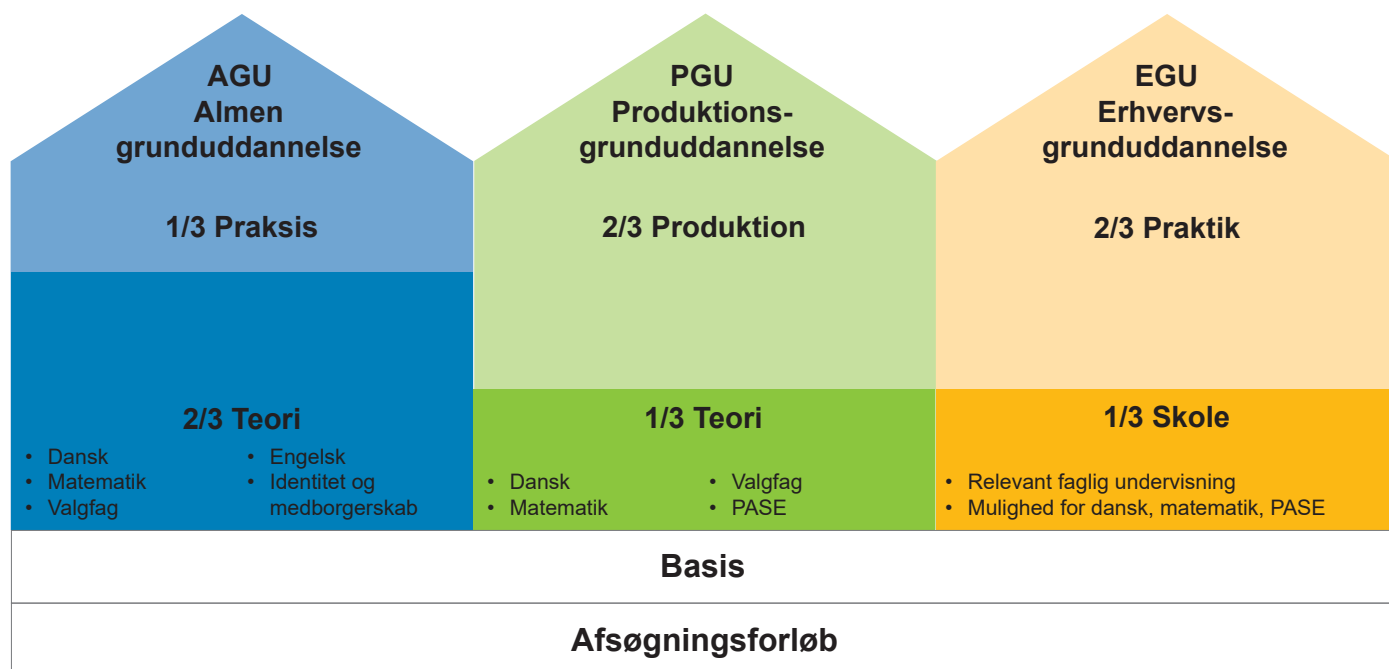 AGU
Almen
grunduddannelse
1/3 Praksis
2/3 Teori
• Dansk
• Matematik
• Valgfag
• Engelsk
• Identitet og
medborgerskab
PGU
Produktions-
grunduddannelse
2/3 Produktion
1/3 Teori
• Dansk
• Matematik
• Valgfag
• PASE
EGU
Erhvervs-
grunduddannelse
2/3 Praktik
1/3 Skole
• Relevant faglig undervisning
• Mulighed for dansk, matematik, PASE
Basis
Afsøgningsforløb